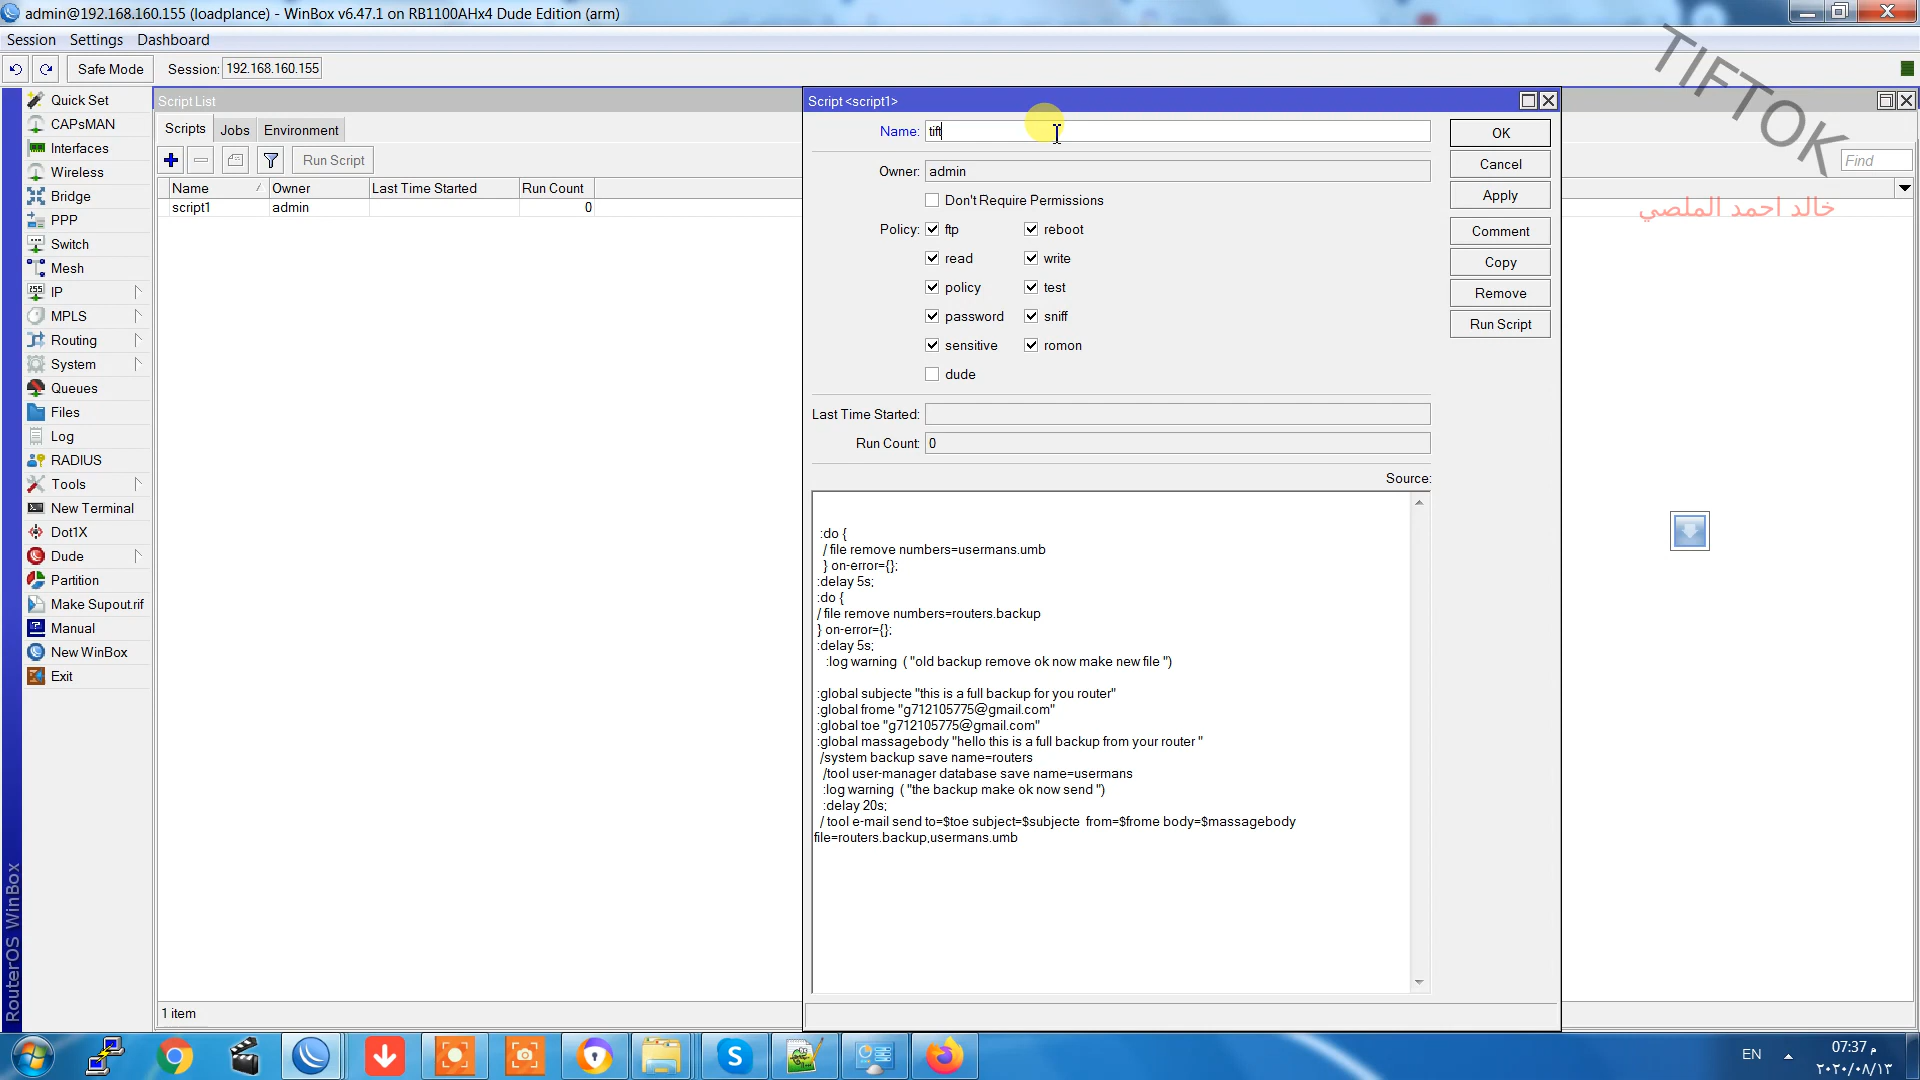 admin@192.168.160.155 (loadplance) - WinBox v6.47.1 on RB1100AHx4 Dude Edition (arm)
Session Settings Dashboard
Safe Mode Session: 192.168.160.155
TIFTOK
خالد احمد الملصي
Quick Set
CAPsMAN
Interfaces
Wireless
Bridge
PPP
Switch
Mesh
IP
MPLS
Routing
System
Queues
Files
Log
RADIUS
Tools
New Terminal
Dot1X
Dude
Partition
Make Supout.rif
Manual
New WinBox
Exit
RouterOS WinBox
Script List
Scripts Jobs Environment
Run Script
Find
Name Owner Last Time Started Run Count
script1 admin 0
1 item
Script <script1>
Name: tift
Owner: admin
Don't Require Permissions
Policy: ftp reboot
read write
policy test
password sniff
sensitive romon
dude
Last Time Started:
Run Count: 0
Source:
OK
Cancel
Apply
Comment
Copy
Remove
Run Script
:do {
/ file remove numbers=usermans.umb
} on-error={};
:delay 5s;
:do {
/ file remove numbers=routers.backup
} on-error={};
:delay 5s;
:log warning ( "old backup remove ok now make new file ")
:global subjecte "this is a full backup for you router"
:global frome "g712105775@gmail.com"
:global toe "g712105775@gmail.com"
:global massagebody "hello this is a full backup from your router "
/system backup save name=routers
/tool user-manager database save name=usermans
:log warning ( "the backup make ok now send ")
:delay 20s;
/ tool e-mail send to=$toe subject=$subjecte from=$frome body=$massagebody
file=routers.backup,usermans.umb
EN
07:37 م
٢٠٢٠/٠٨/١٣